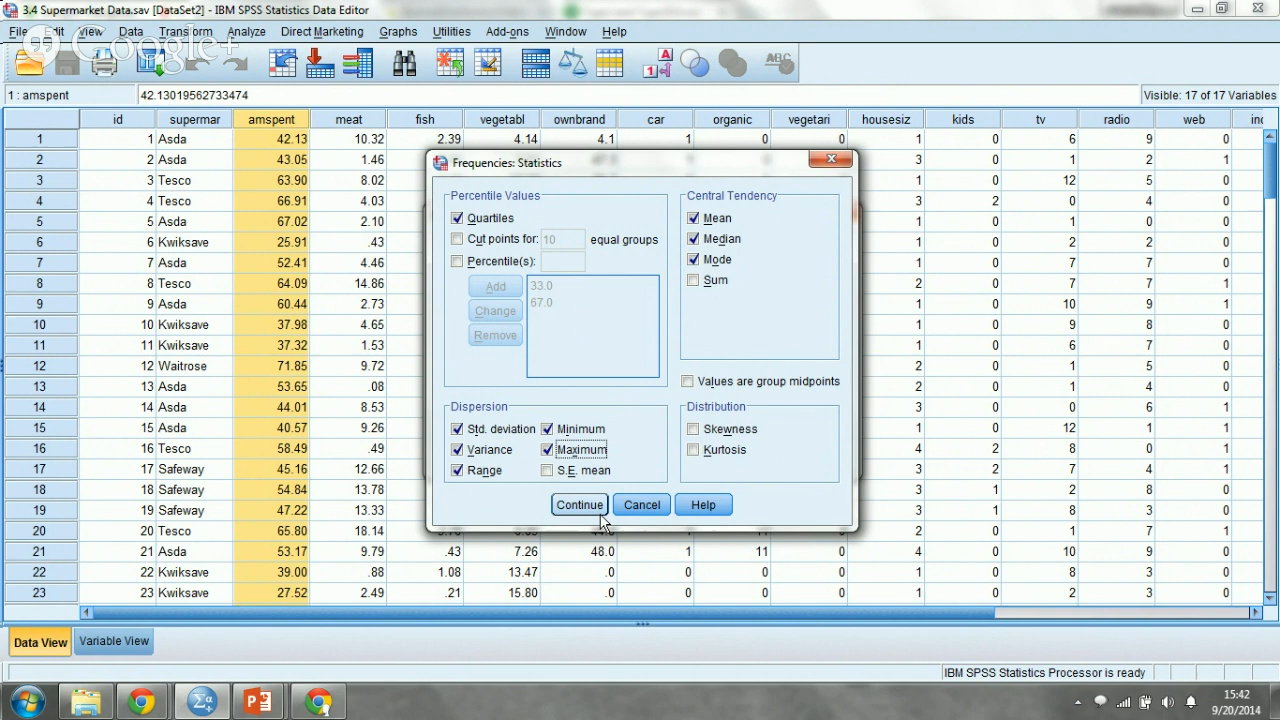 3.4 Supermarket Data.sav [DataSet2] - IBM SPSS Statistics Data Editor
File Edit View Data Transform Analyze Direct Marketing Graphs Utilities Add-ons Window Help
Google+
1 : amspent 42.13019562733474 Visible: 17 of 17 Variables
id supermar amspent meat fish vegetabl ownbrand car organic vegetari housesiz kids tv radio web inc
1 1 Asda 42.13 10.32 2.39 4.14 4.1 1 0 0 1 0 6 9 0
2 2 Asda 43.05 1.46 3 0 1 2 1
3 3 Tesco 63.90 8.02 1 0 12 5 0
4 4 Tesco 66.91 4.03 3 2 0 4 0
5 5 Asda 67.02 2.10 1 0 1 0 0
6 6 Kwiksave 25.91 .43 1 0 2 2 0
7 7 Asda 52.41 4.46 1 0 7 7 0
8 8 Tesco 64.09 14.86 2 0 7 7 0
9 9 Asda 60.44 2.73 1 0 10 9 1
10 10 Kwiksave 37.98 4.65 1 0 9 8 0
11 11 Kwiksave 37.32 1.53 1 0 6 7 0
12 12 Waitrose 71.85 9.72 2 0 1 5 0
13 13 Asda 53.65 .08 2 0 1 4 0
14 14 Asda 44.01 8.53 3 0 0 6 1
15 15 Asda 40.57 9.26 1 0 12 1 1
16 16 Tesco 58.49 .49 4 2 0 8 1
17 17 Safeway 45.16 12.66 3 2 7 4 0
18 18 Safeway 54.84 13.78 3 1 2 8 0
19 19 Safeway 47.22 13.33 3 1 8 3 0
20 20 Tesco 65.80 18.14 2 0 1 7 1
21 21 Asda 53.17 9.79 .43 7.26 48.0 1 11 0 4 0 10 9 0
22 22 Kwiksave 39.00 .88 1.08 13.47 .0 0 0 0 1 0 8 3 0
23 23 Kwiksave 27.52 2.49 .21 15.80 .0 0 0 0 1 0 2 3 0
Frequencies: Statistics
Percentile Values
Quartiles
Cut points for: 10 equal groups
Percentile(s):
Add
Change
Remove
33.0
67.0
Central Tendency
Mean
Median
Mode
Sum
Values are group midpoints
Dispersion
Std. deviation Minimum
Variance Maximum
Range S.E. mean
Distribution
Skewness
Kurtosis
Continue Cancel Help
Data View Variable View
IBM SPSS Statistics Processor is ready
15:42
9/20/2014